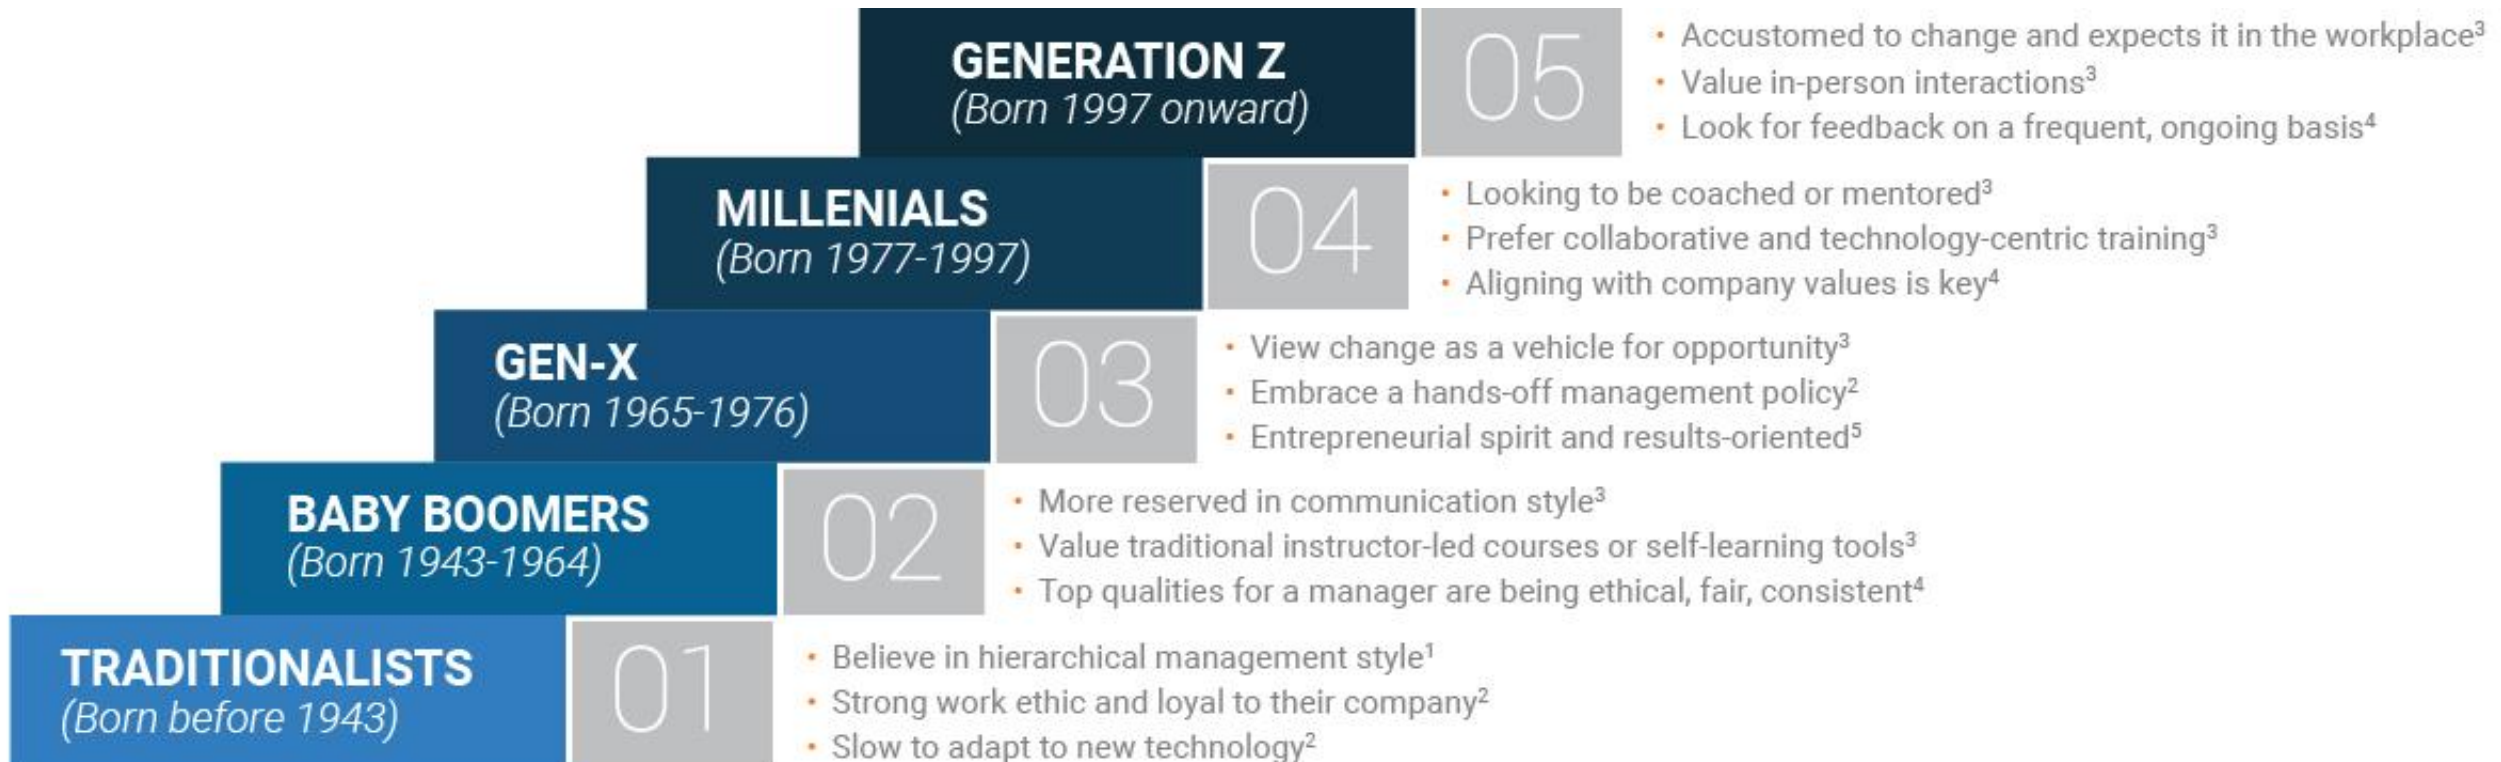 GENERATION Z
(Born 1997 onward)
05
• Accustomed to change and expects it in the workplace³
• Value in-person interactions³
• Look for feedback on a frequent, ongoing basis⁴
MILLENIALS
(Born 1977-1997)
04
• Looking to be coached or mentored³
• Prefer collaborative and technology-centric training³
• Aligning with company values is key⁴
GEN-X
(Born 1965-1976)
03
• View change as a vehicle for opportunity³
• Embrace a hands-off management policy²
• Entrepreneurial spirit and results-oriented⁵
BABY BOOMERS
(Born 1943-1964)
02
• More reserved in communication style³
• Value traditional instructor-led courses or self-learning tools³
• Top qualities for a manager are being ethical, fair, consistent⁴
TRADITIONALISTS
(Born before 1943)
01
• Believe in hierarchical management style¹
• Strong work ethic and loyal to their company²
• Slow to adapt to new technology²